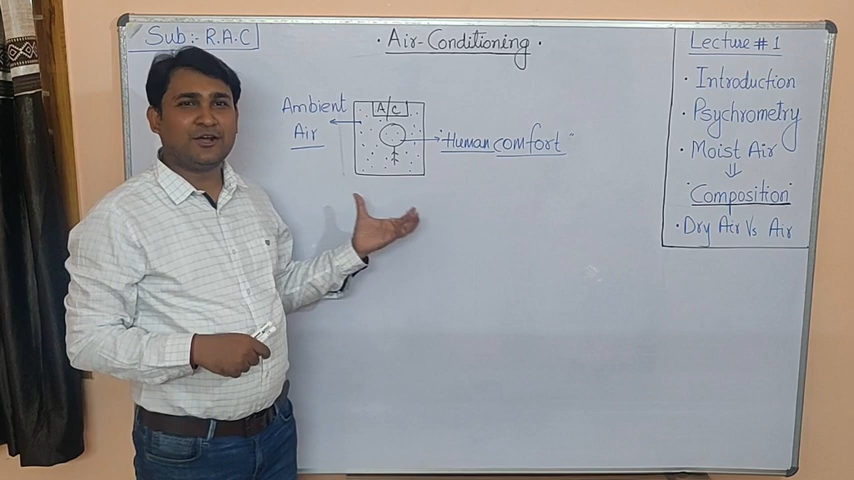 Sub:- R.A.C
• Air-Conditioning •
Ambient
Air
A/C
"Human comfort"
Lecture # 1
• Introduction
• Psychrometry
• Moist Air
⇓
"Composition"
• Dry Air Vs Air